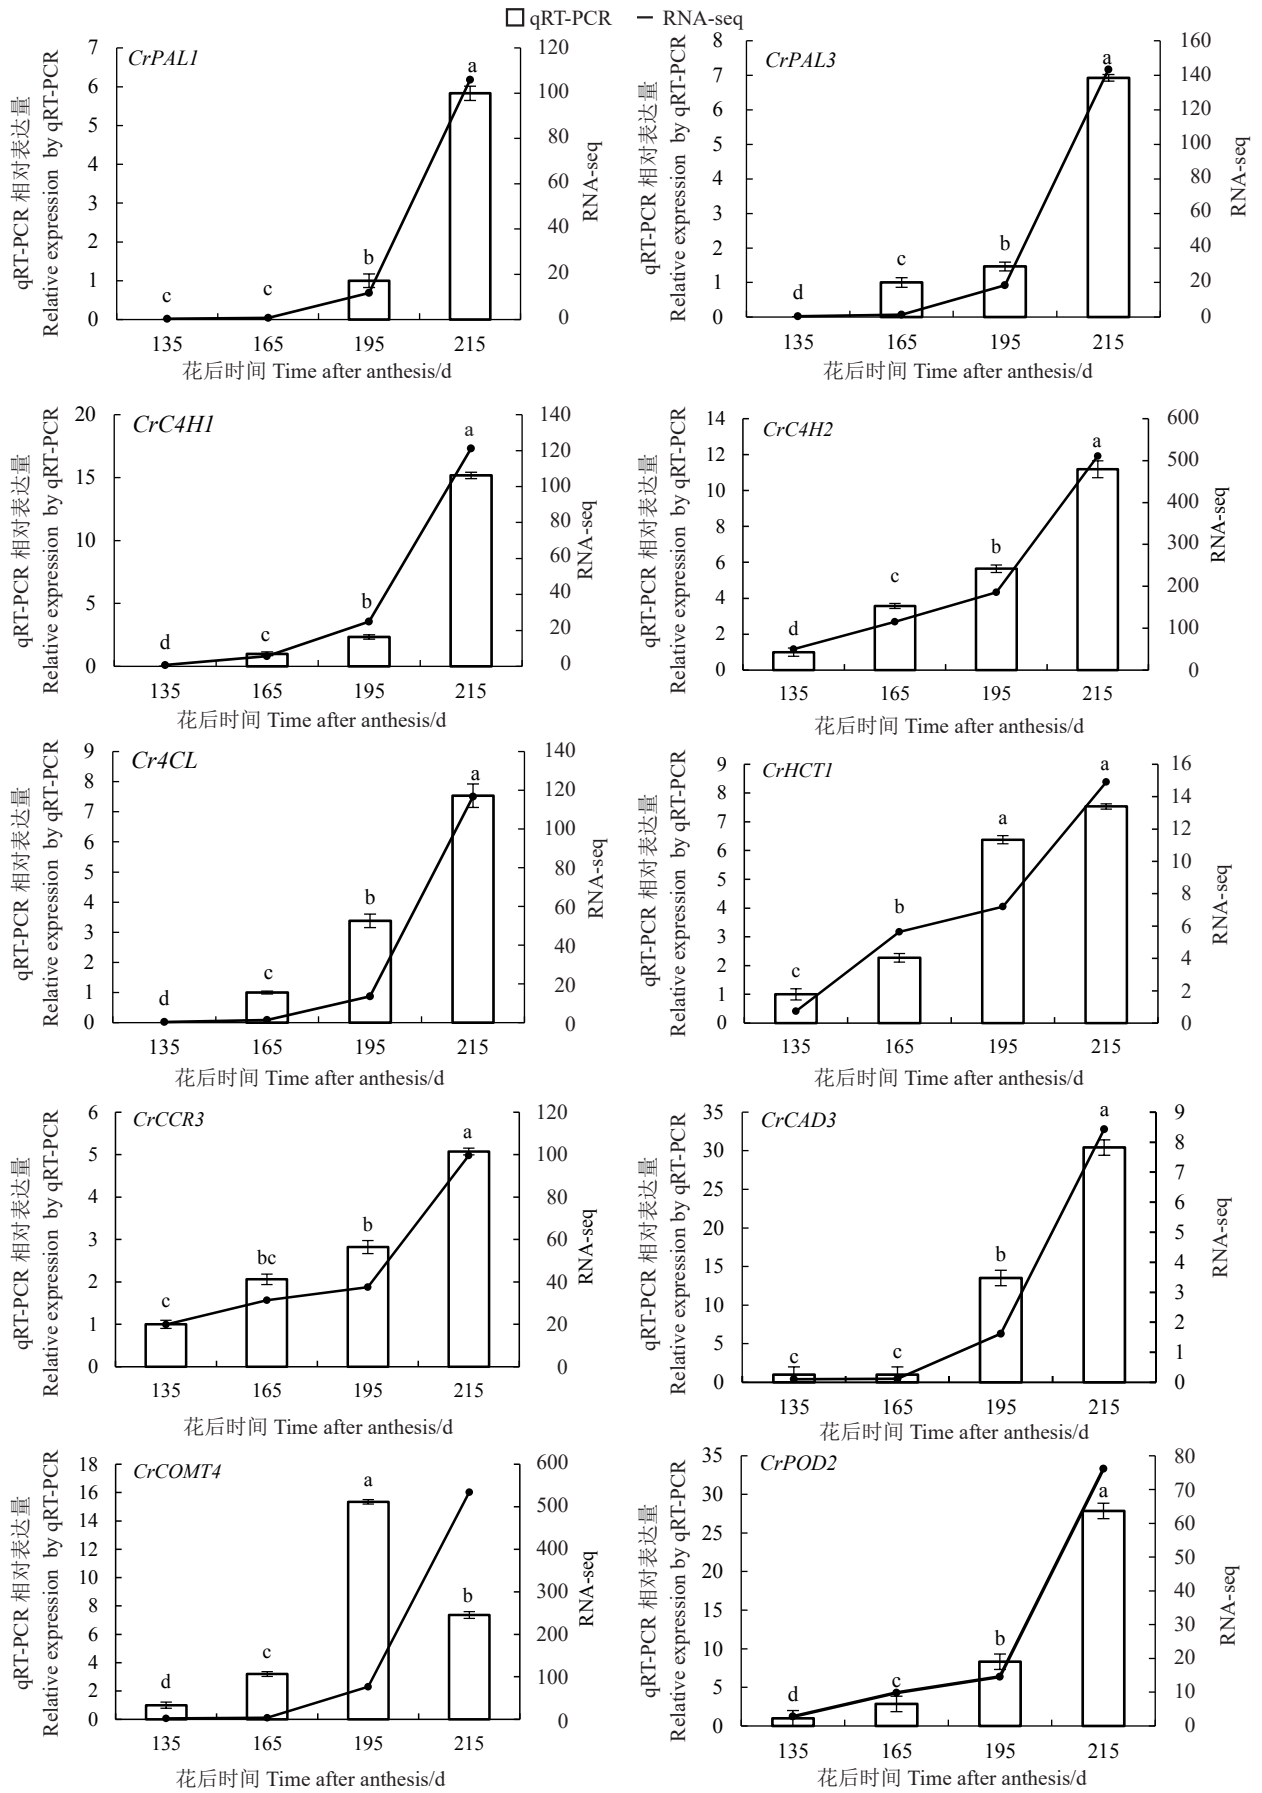 qRT-PCR RNA-seq
CrPAL1
7
6
5
4
3
2
1
0
120
100
80
60
40
20
0
a
b
c
c
135 165 195 215
花后时间 Time after anthesis/d
qRT-PCR 相对表达量
Relative expression by qRT-PCR
RNA-seq
CrPAL3
8
7
6
5
4
3
2
1
0
160
140
120
100
80
60
40
20
0
a
b
c
d
135 165 195 215
花后时间 Time after anthesis/d
qRT-PCR 相对表达量
Relative expression by qRT-PCR
RNA-seq
CrC4H1
20
15
10
5
0
140
120
100
80
60
40
20
0
a
b
c
d
135 165 195 215
花后时间 Time after anthesis/d
qRT-PCR 相对表达量
Relative expression by qRT-PCR
RNA-seq
CrC4H2
14
12
10
8
6
4
2
0
600
500
400
300
200
100
0
a
b
c
d
135 165 195 215
花后时间 Time after anthesis/d
qRT-PCR 相对表达量
Relative expression by qRT-PCR
RNA-seq
Cr4CL
9
8
7
6
5
4
3
2
1
0
140
120
100
80
60
40
20
0
a
b
c
d
135 165 195 215
花后时间 Time after anthesis/d
qRT-PCR 相对表达量
Relative expression by qRT-PCR
RNA-seq
CrHCT1
9
8
7
6
5
4
3
2
1
0
16
14
12
10
8
6
4
2
0
a
a
b
c
135 165 195 215
花后时间 Time after anthesis/d
qRT-PCR 相对表达量
Relative expression by qRT-PCR
RNA-seq
CrCCR3
6
5
4
3
2
1
0
120
100
80
60
40
20
0
a
b
bc
c
135 165 195 215
花后时间 Time after anthesis/d
qRT-PCR 相对表达量
Relative expression by qRT-PCR
RNA-seq
CrCAD3
35
30
25
20
15
10
5
0
9
8
7
6
5
4
3
2
1
0
a
b
c
c
135 165 195 215
花后时间 Time after anthesis/d
qRT-PCR 相对表达量
Relative expression by qRT-PCR
RNA-seq
CrCOMT4
18
16
14
12
10
8
6
4
2
0
600
500
400
300
200
100
0
a
b
c
d
135 165 195 215
花后时间 Time after anthesis/d
qRT-PCR 相对表达量
Relative expression by qRT-PCR
RNA-seq
CrPOD2
35
30
25
20
15
10
5
0
80
70
60
50
40
30
20
10
0
a
b
c
d
135 165 195 215
花后时间 Time after anthesis/d
qRT-PCR 相对表达量
Relative expression by qRT-PCR
RNA-seq